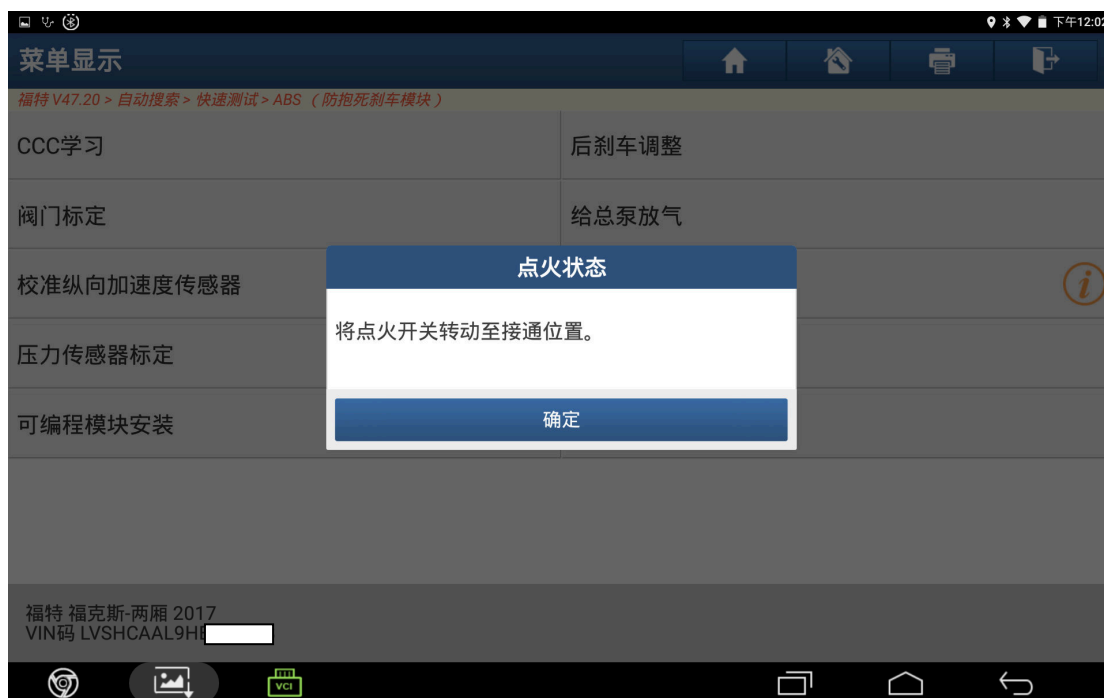 下午12:02
菜单显示
福特 V47.20 > 自动搜索 > 快速测试 > ABS （防抱死刹车模块）
CCC学习
后刹车调整
阀门标定
给总泵放气
点火状态
校准纵向加速度传感器
i
将点火开关转动至接通位置。
压力传感器标定
确定
可编程模块安装
福特 福克斯-两厢 2017
VIN码 LVSHCAAL9H
VCI